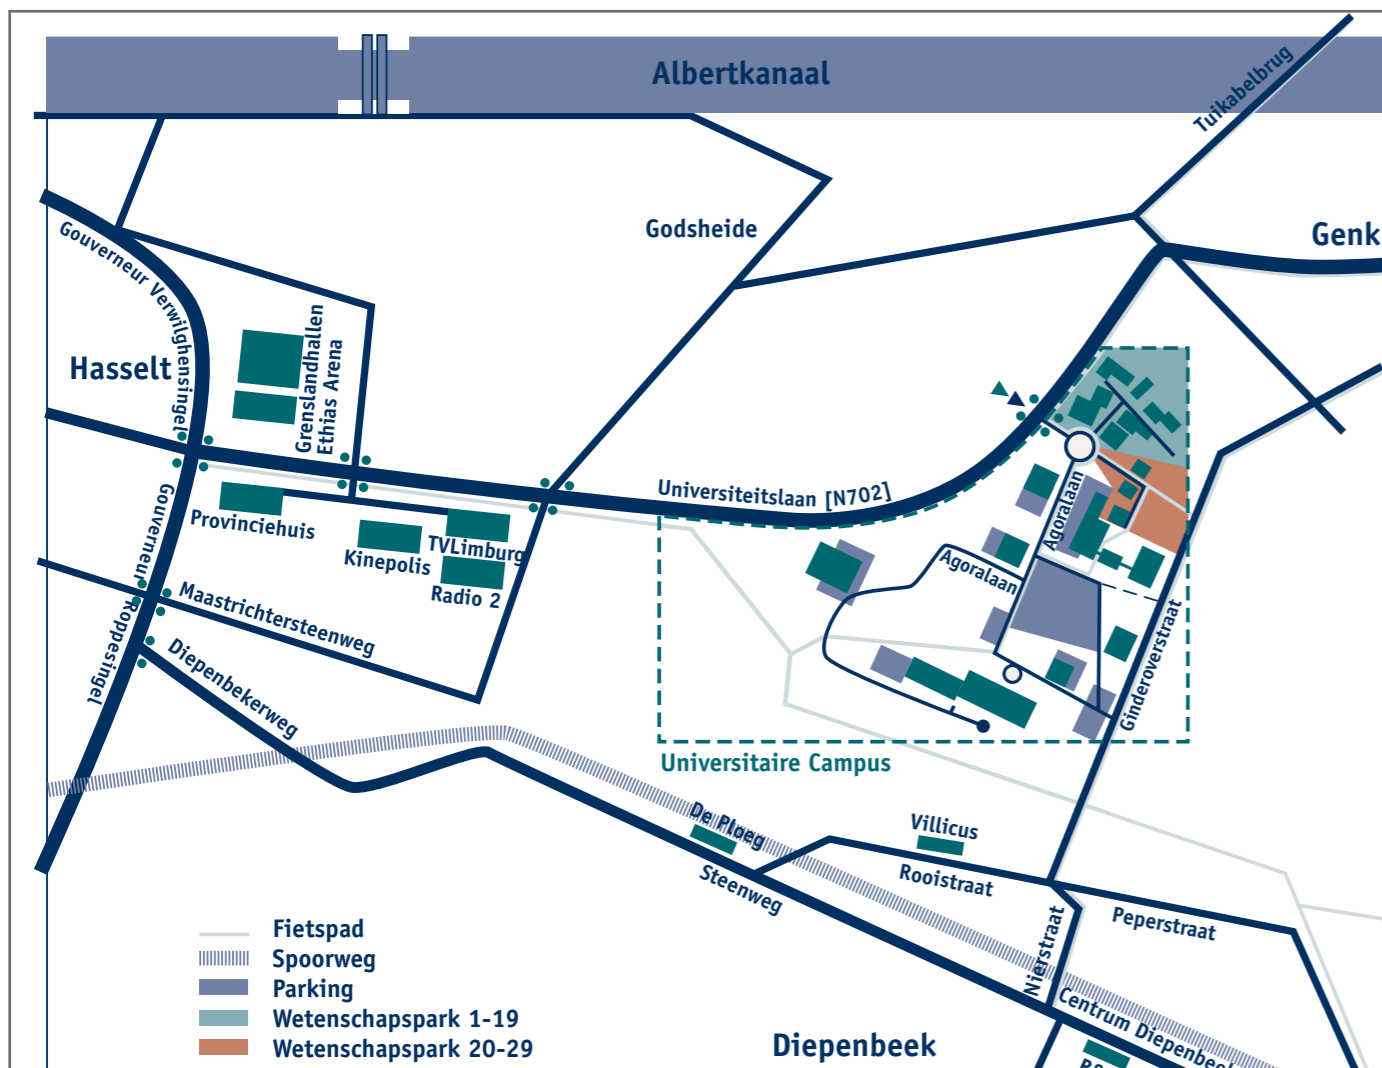 Albertkanaal
Tuikabelbrug
Godsheide
Genk
Gouverneur Verwilghensingel
Grenslandhallen
Ethias Arena
Hasselt
Universiteitslaan [N702]
Provinciehuis
Kinepolis
TVLimburg
Radio 2
Gouverneur
Roppesingel
Maastrichtersteenweg
Diepenbekerweg
Agoralaan
Agoralaan
Ginderoverstraat
Universitaire Campus
De Ploeg
Steenweg
Villicus
Rooistraat
Peperstraat
Nierstraat
Centrum Diepenbeek
Diepenbeek
Fietspad
Spoorweg
Parking
Wetenschapspark 1-19
Wetenschapspark 20-29